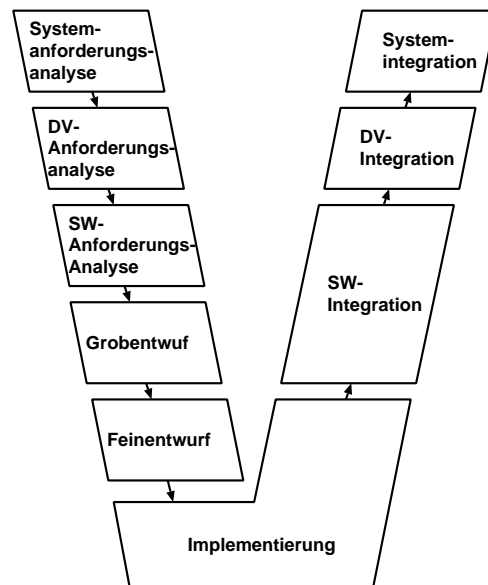 System-
anforderungs-
analyse
DV-
Anforderungs-
analyse
SW-
Anforderungs-
Analyse
Grobentwuf
Feinentwurf
Implementierung
SW-
Integration
DV-
Integration
System-
integration